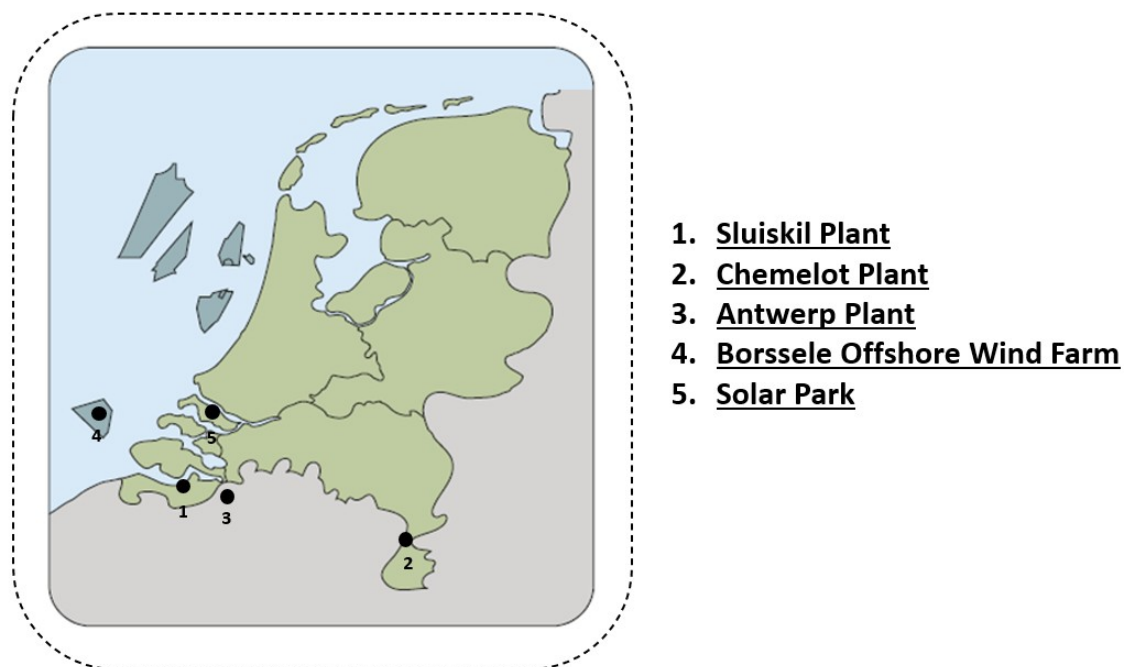 4
5
1
3
2
1. Sluiskil Plant
2. Chemelot Plant
3. Antwerp Plant
4. Borssele Offshore Wind Farm
5. Solar Park